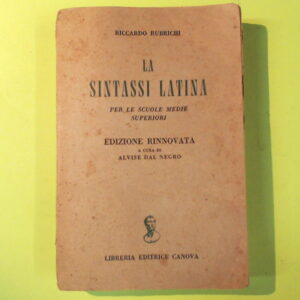 RICCARDO RUBRICHI
LA
SINTASSI LATINA
PER LE SCUOLE MEDIE
SUPERIORI
EDIZIONE RINNOVATA
A CURA DI
ALVISE DAL NEGRO
LIBRERIA EDITRICE CANOVA